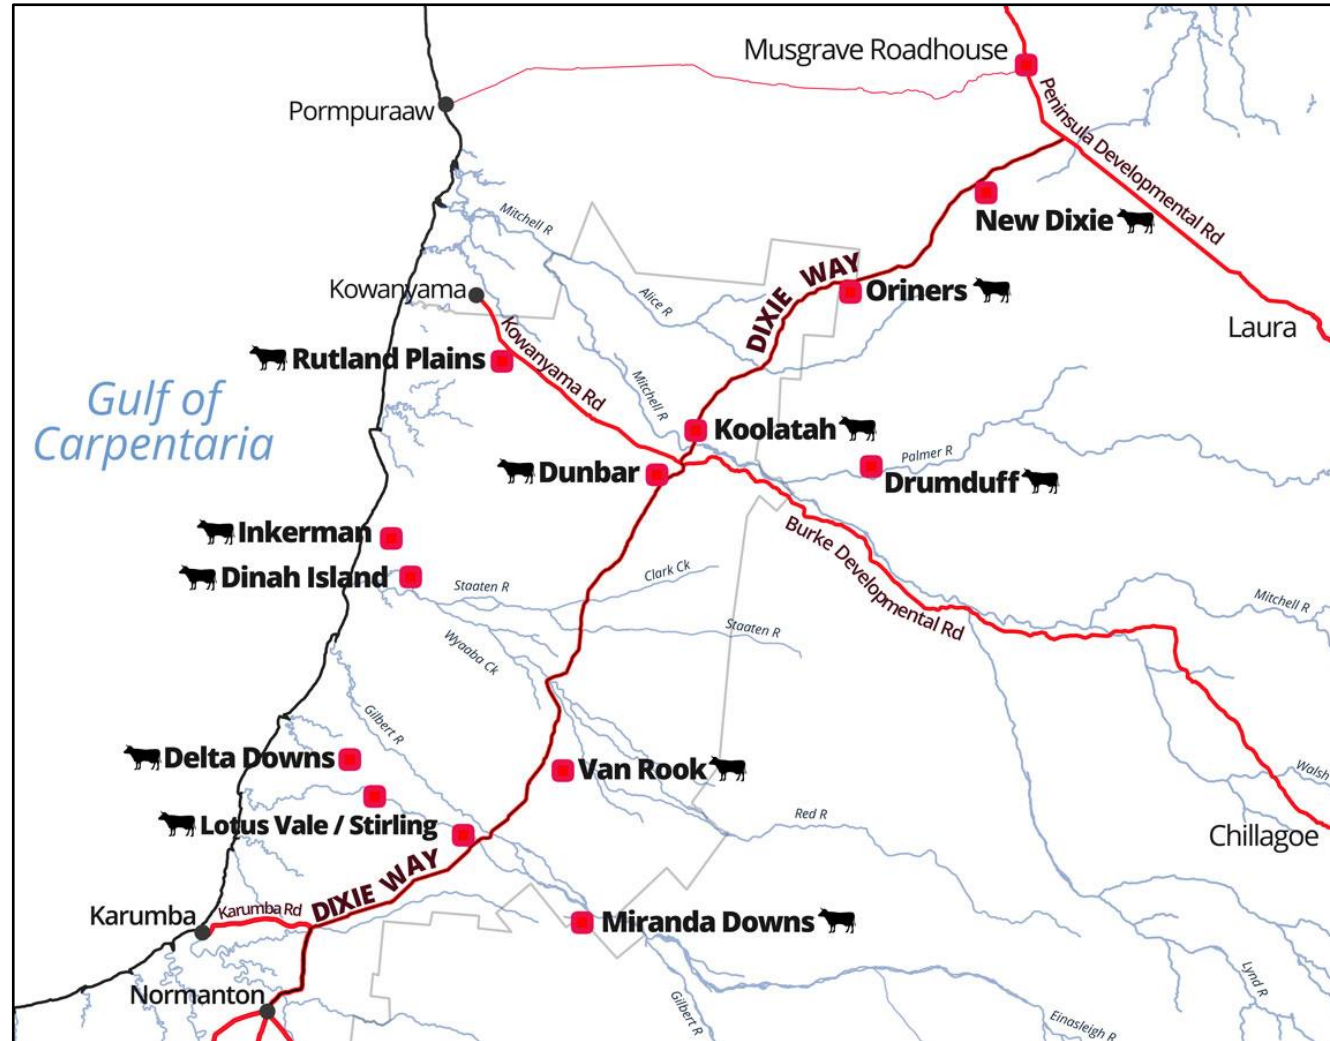 Musgrave Roadhouse
Pormpuraaw
Peninsula Developmental Rd
Mitchell R
New Dixie
DIXIE WAY
Kowanyama
Alice R
Oriners
Laura
Kowanyama Rd
Rutland Plains
Mitchell R
Gulf of
Carpentaria
Koolatah
Dunbar
Palmer R
Drumduff
Inkerman
Burke Developmental Rd
Dinah Island
Staaten R
Clark Ck
Mitchell R
Staaten R
Wyaaba Ck
Gilbert R
Delta Downs
Van Rook
Walsh
Lotus Vale / Stirling
Red R
Chillagoe
DIXIE WAY
Karumba
Karumba Rd
Miranda Downs
Normanton
Gilbert R
Lynd R
Einasleigh R